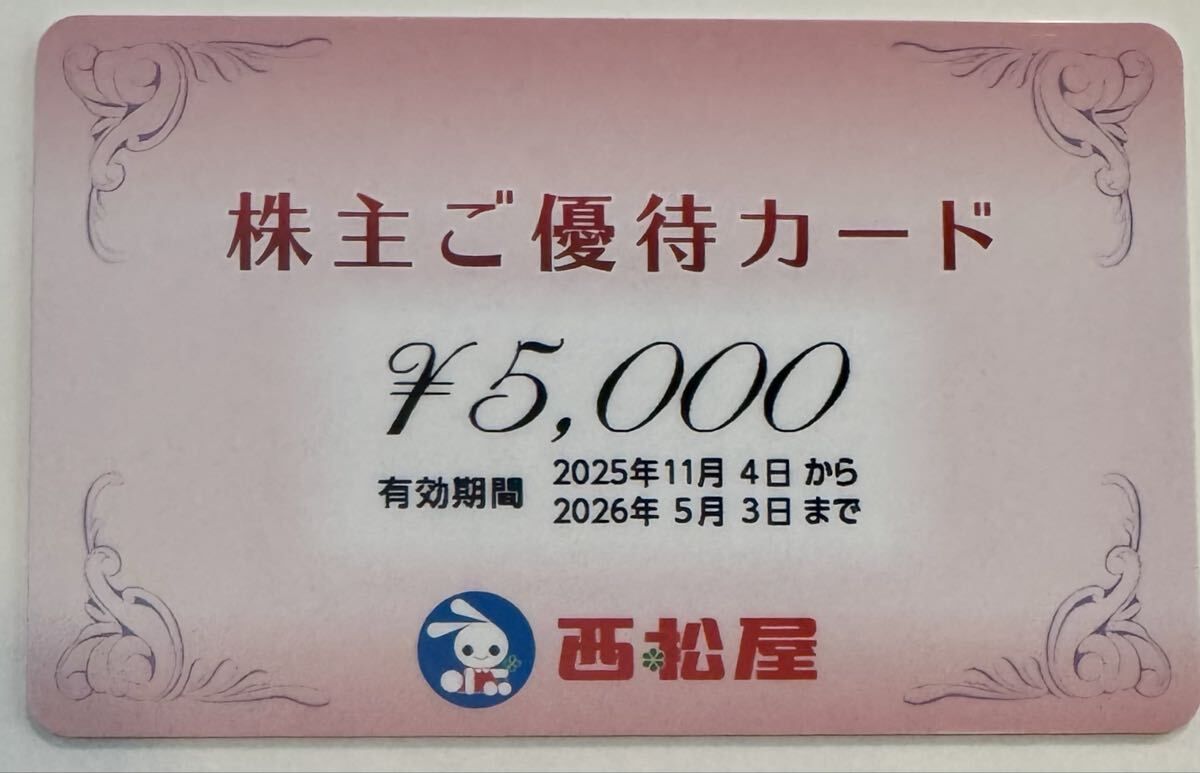 株主ご優待カード
¥5,000
有効期間 2025年11月 4日 から
2026年 5月 3日 まで
西松屋